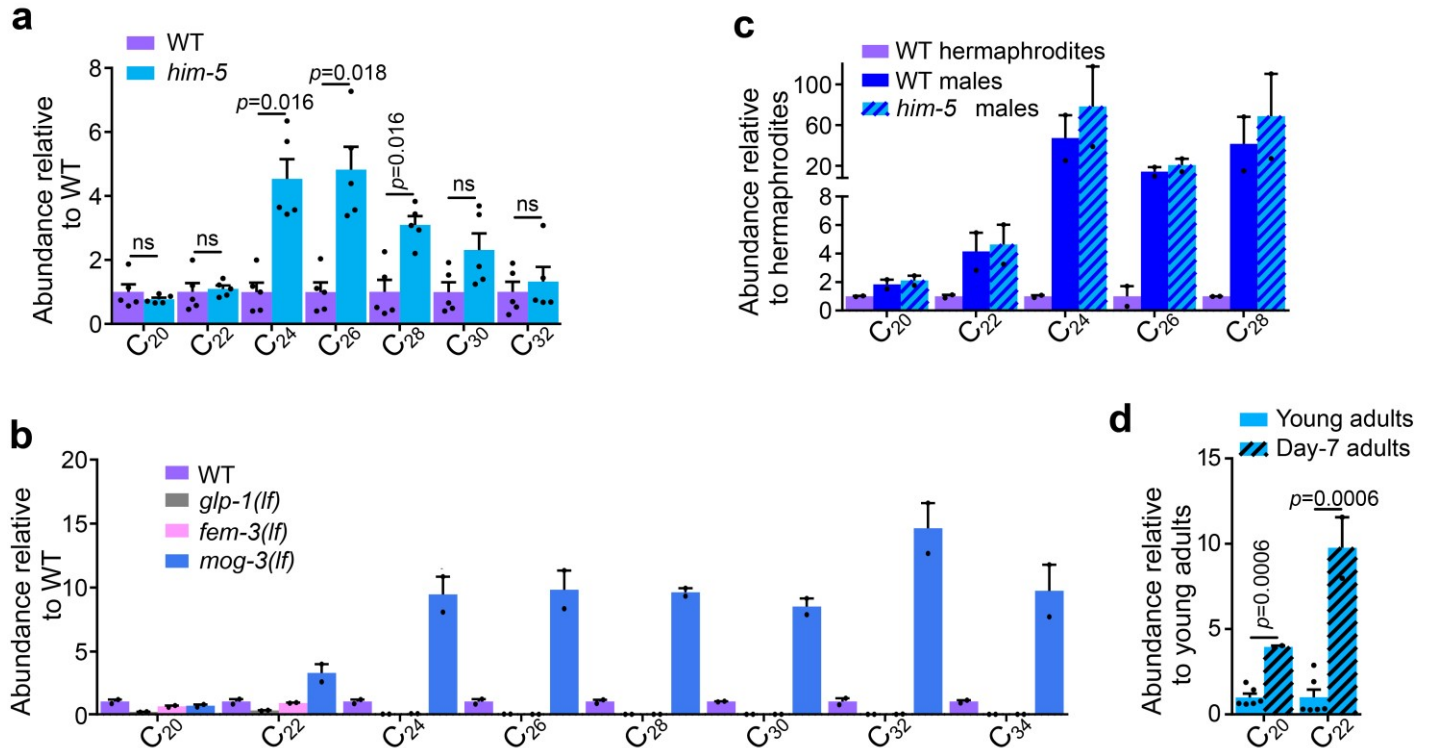 a
WT
him-5
Abundance relative
to WT
8
6
4
2
0
ns
ns
p=0.016
p=0.018
p=0.016
ns
ns
C20
C22
C24
C26
C28
C30
C32
c
WT hermaphrodites
WT males
him-5 males
Abundance relative
to hermaphrodites
100
60
20
8
6
4
2
0
C20
C22
C24
C26
C28
b
WT
glp-1(lf)
fem-3(lf)
mog-3(lf)
Abundance relative
to WT
20
15
10
5
0
C20
C22
C24
C26
C28
C30
C32
C34
d
Young adults
Day-7 adults
Abundance relative
to young adults
15
10
5
0
p=0.0006
p=0.0006
C20
C22